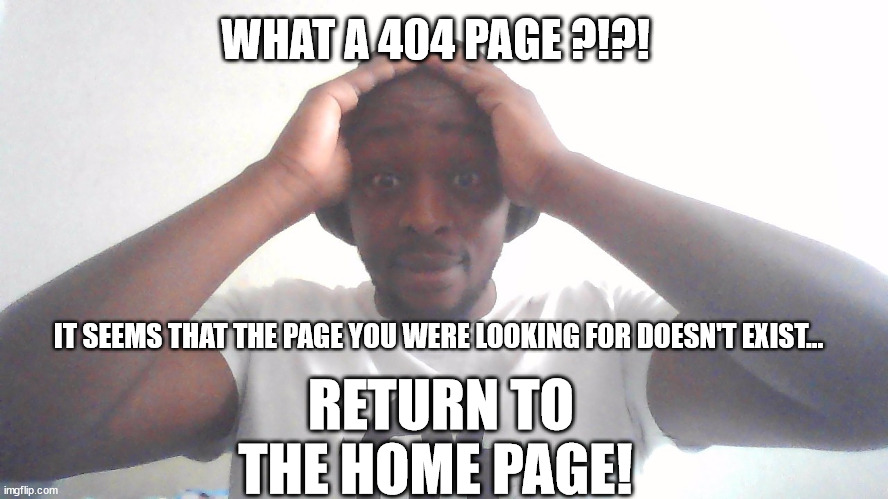 WHAT A 404 PAGE ?!?!
IT SEEMS THAT THE PAGE YOU WERE LOOKING FOR DOESN'T EXIST...
RETURN TO
THE HOME PAGE!
imgflip.com